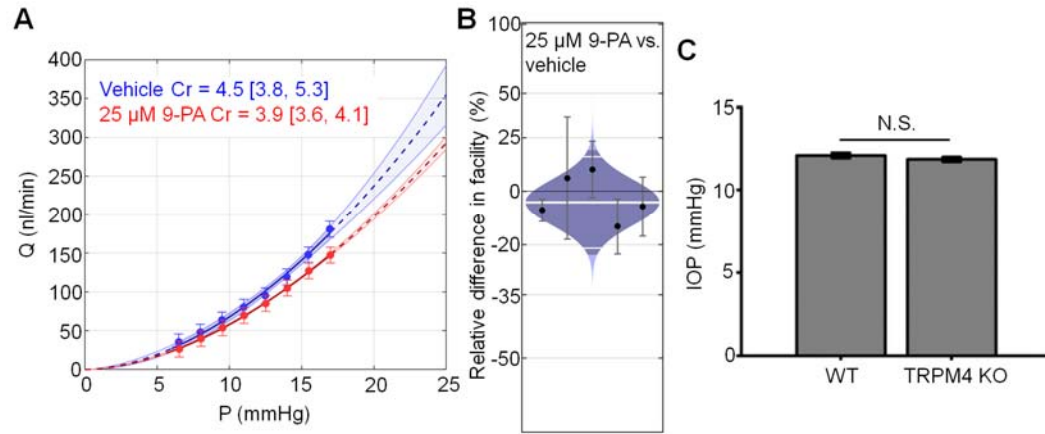 A
Q (nl/min)
400
350
300
250
200
150
100
50
0
Vehicle Cr = 4.5 [3.8, 5.3]
25 µM 9-PA Cr = 3.9 [3.6, 4.1]
0 5 10 15 20 25
P (mmHg)
B
Relative difference in facility (%)
100
50
25
0
-20
-35
-50
25 µM 9-PA vs.
vehicle
C
IOP (mmHg)
15
10
5
0
N.S.
WT TRPM4 KO